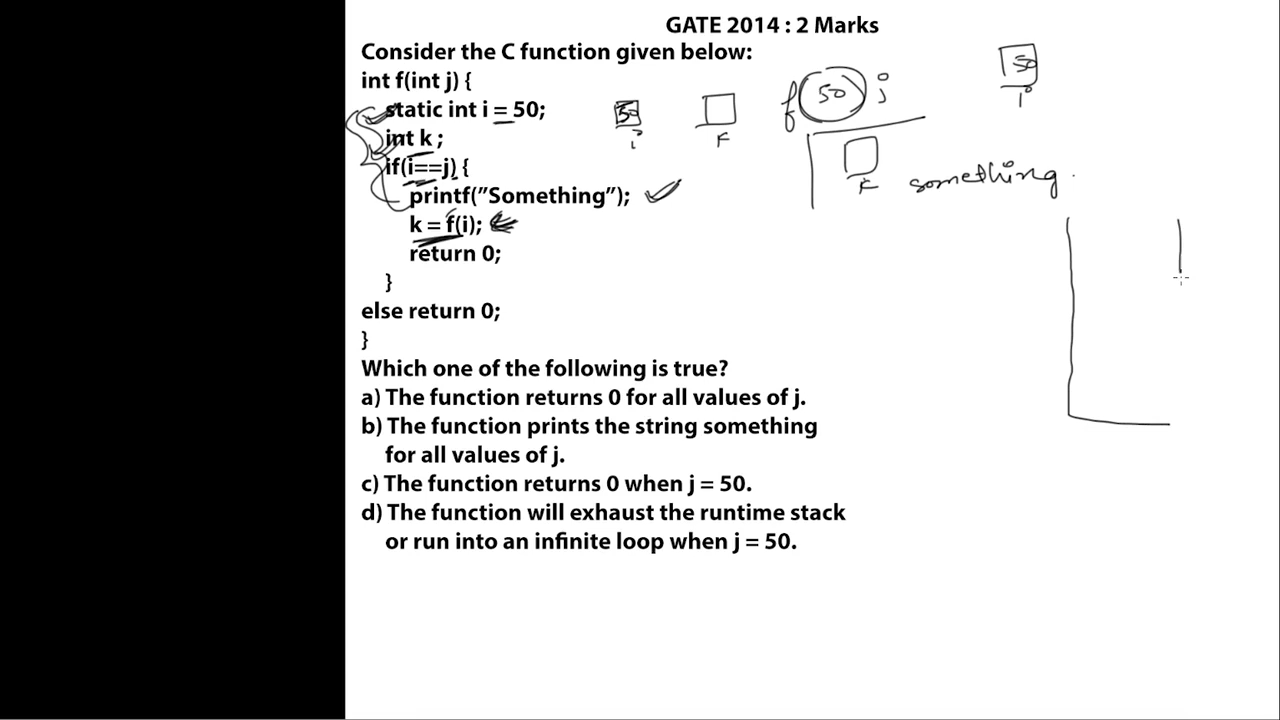 GATE 2014 : 2 Marks
Consider the C function given below:
int f(int j) {
static int i = 50;
int k ;
if(i==j) {
printf(”Something”);
k = f(i);
return 0;
}
else return 0;
}
Which one of the following is true?
a) The function returns 0 for all values of j.
b) The function prints the string something
for all values of j.
c) The function returns 0 when j = 50.
d) The function will exhaust the runtime stack
or run into an infinite loop when j = 50.
50
i
k
f 50 j
k
something.
50
i